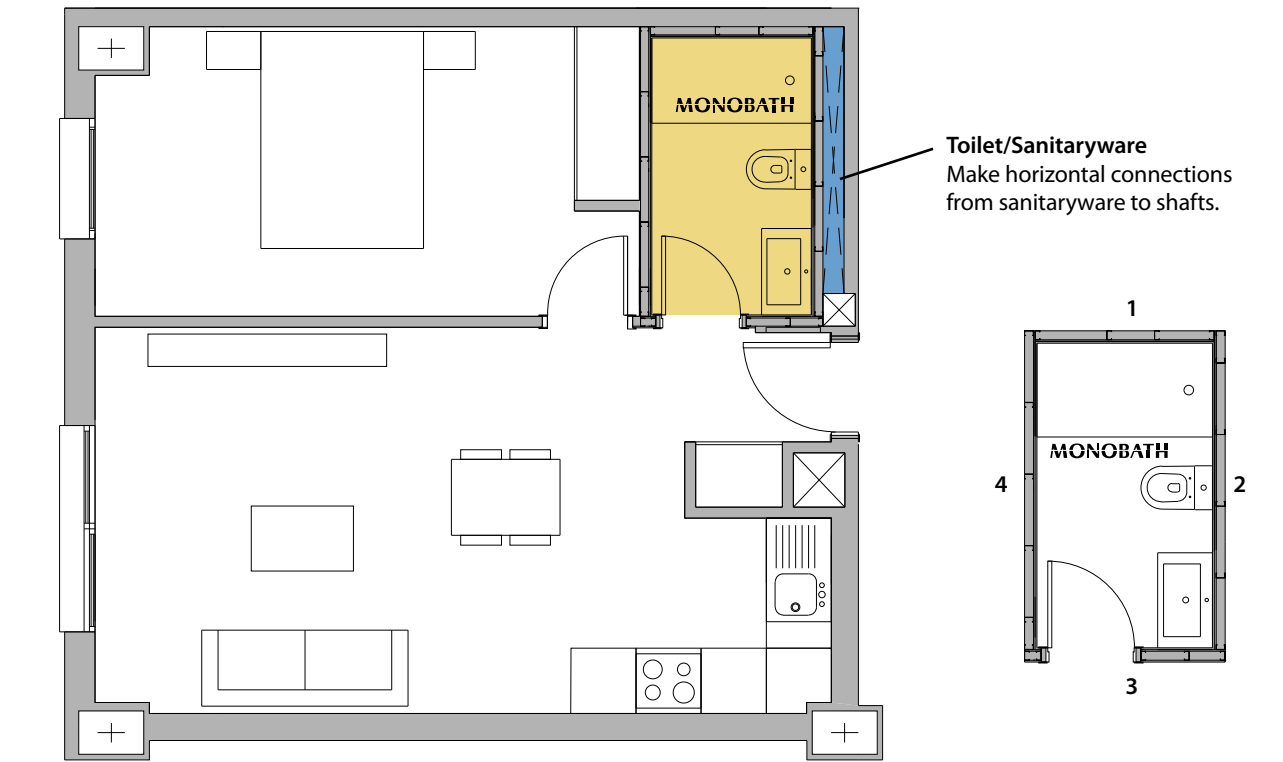 MONOBATH
Toilet/Sanitaryware
Make horizontal connections
from sanitaryware to shafts.
1
MONOBATH
4
2
3